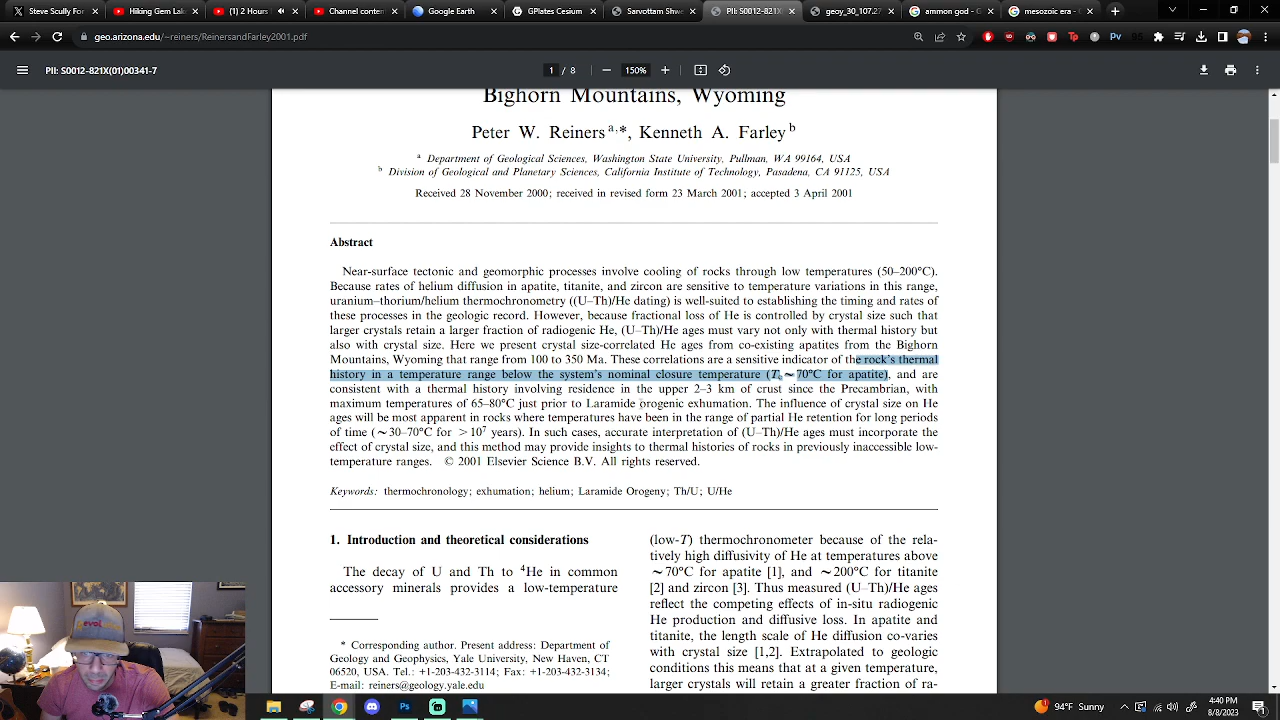 Steve Scully For
Hiking Gem Lake
(1) 2 Hours
Channel conten
Google Earth
GPlates Cesium
Sarvottam Shwe
PII: S0012-821X
geoy_30_107.27
ammon god - G
mesozoic era - G
geo.arizona.edu/~reiners/ReinersandFarley2001.pdf
PII: S0012-821X(01)00341-7
1 / 8
150%
Bighorn Mountains, Wyoming
Peter W. Reiners a,*, Kenneth A. Farley b
a Department of Geological Sciences, Washington State University, Pullman, WA 99164, USA
b Division of Geological and Planetary Sciences, California Institute of Technology, Pasadena, CA 91125, USA
Received 28 November 2000; received in revised form 23 March 2001; accepted 3 April 2001
Abstract
Near-surface tectonic and geomorphic processes involve cooling of rocks through low temperatures (50–200°C).
Because rates of helium diffusion in apatite, titanite, and zircon are sensitive to temperature variations in this range,
uranium–thorium/helium thermochronometry ((U–Th)/He dating) is well-suited to establishing the timing and rates of
these processes in the geologic record. However, because fractional loss of He is controlled by crystal size such that
larger crystals retain a larger fraction of radiogenic He, (U–Th)/He ages must vary not only with thermal history but
also with crystal size. Here we present crystal size-correlated He ages from co-existing apatites from the Bighorn
Mountains, Wyoming that range from 100 to 350 Ma. These correlations are a sensitive indicator of the rock's thermal
history in a temperature range below the system's nominal closure temperature (Tc ∼70°C for apatite), and are
consistent with a thermal history involving residence in the upper 2–3 km of crust since the Precambrian, with
maximum temperatures of 65–80°C just prior to Laramide orogenic exhumation. The influence of crystal size on He
ages will be most apparent in rocks where temperatures have been in the range of partial He retention for long periods
of time (∼30–70°C for >10⁷ years). In such cases, accurate interpretation of (U–Th)/He ages must incorporate the
effect of crystal size, and this method may provide insights to thermal histories of rocks in previously inaccessible low-
temperature ranges. © 2001 Elsevier Science B.V. All rights reserved.
Keywords: thermochronology; exhumation; helium; Laramide Orogeny; Th/U; U/He
1. Introduction and theoretical considerations
The decay of U and Th to ⁴He in common
accessory minerals provides a low-temperature
* Corresponding author. Present address: Department of
Geology and Geophysics, Yale University, New Haven, CT
06520, USA. Tel.: +1-203-432-3114; Fax: +1-203-432-3134;
E-mail: reiners@geology.yale.edu
(low-T) thermochronometer because of the rela-
tively high diffusivity of He at temperatures above
∼70°C for apatite [1], and ∼200°C for titanite
[2] and zircon [3]. Thus measured (U–Th)/He ages
reflect the competing effects of in-situ radiogenic
He production and diffusive loss. In apatite and
titanite, the length scale of He diffusion co-varies
with crystal size [1,2]. Extrapolated to geologic
conditions this means that at a given temperature,
larger crystals will retain a greater fraction of ra-
94°F Sunny
4:40 PM
8/8/2023